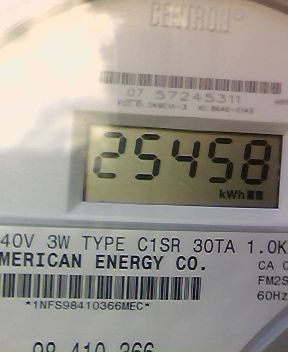 CENTRON®
07 57245311
25458
kWh
40V 3W TYPE C1SR 30TA 1.0K
MERICAN ENERGY CO.
CA 0
FM2S
60Hz
*1NFS98410366MEC*
98 410 366